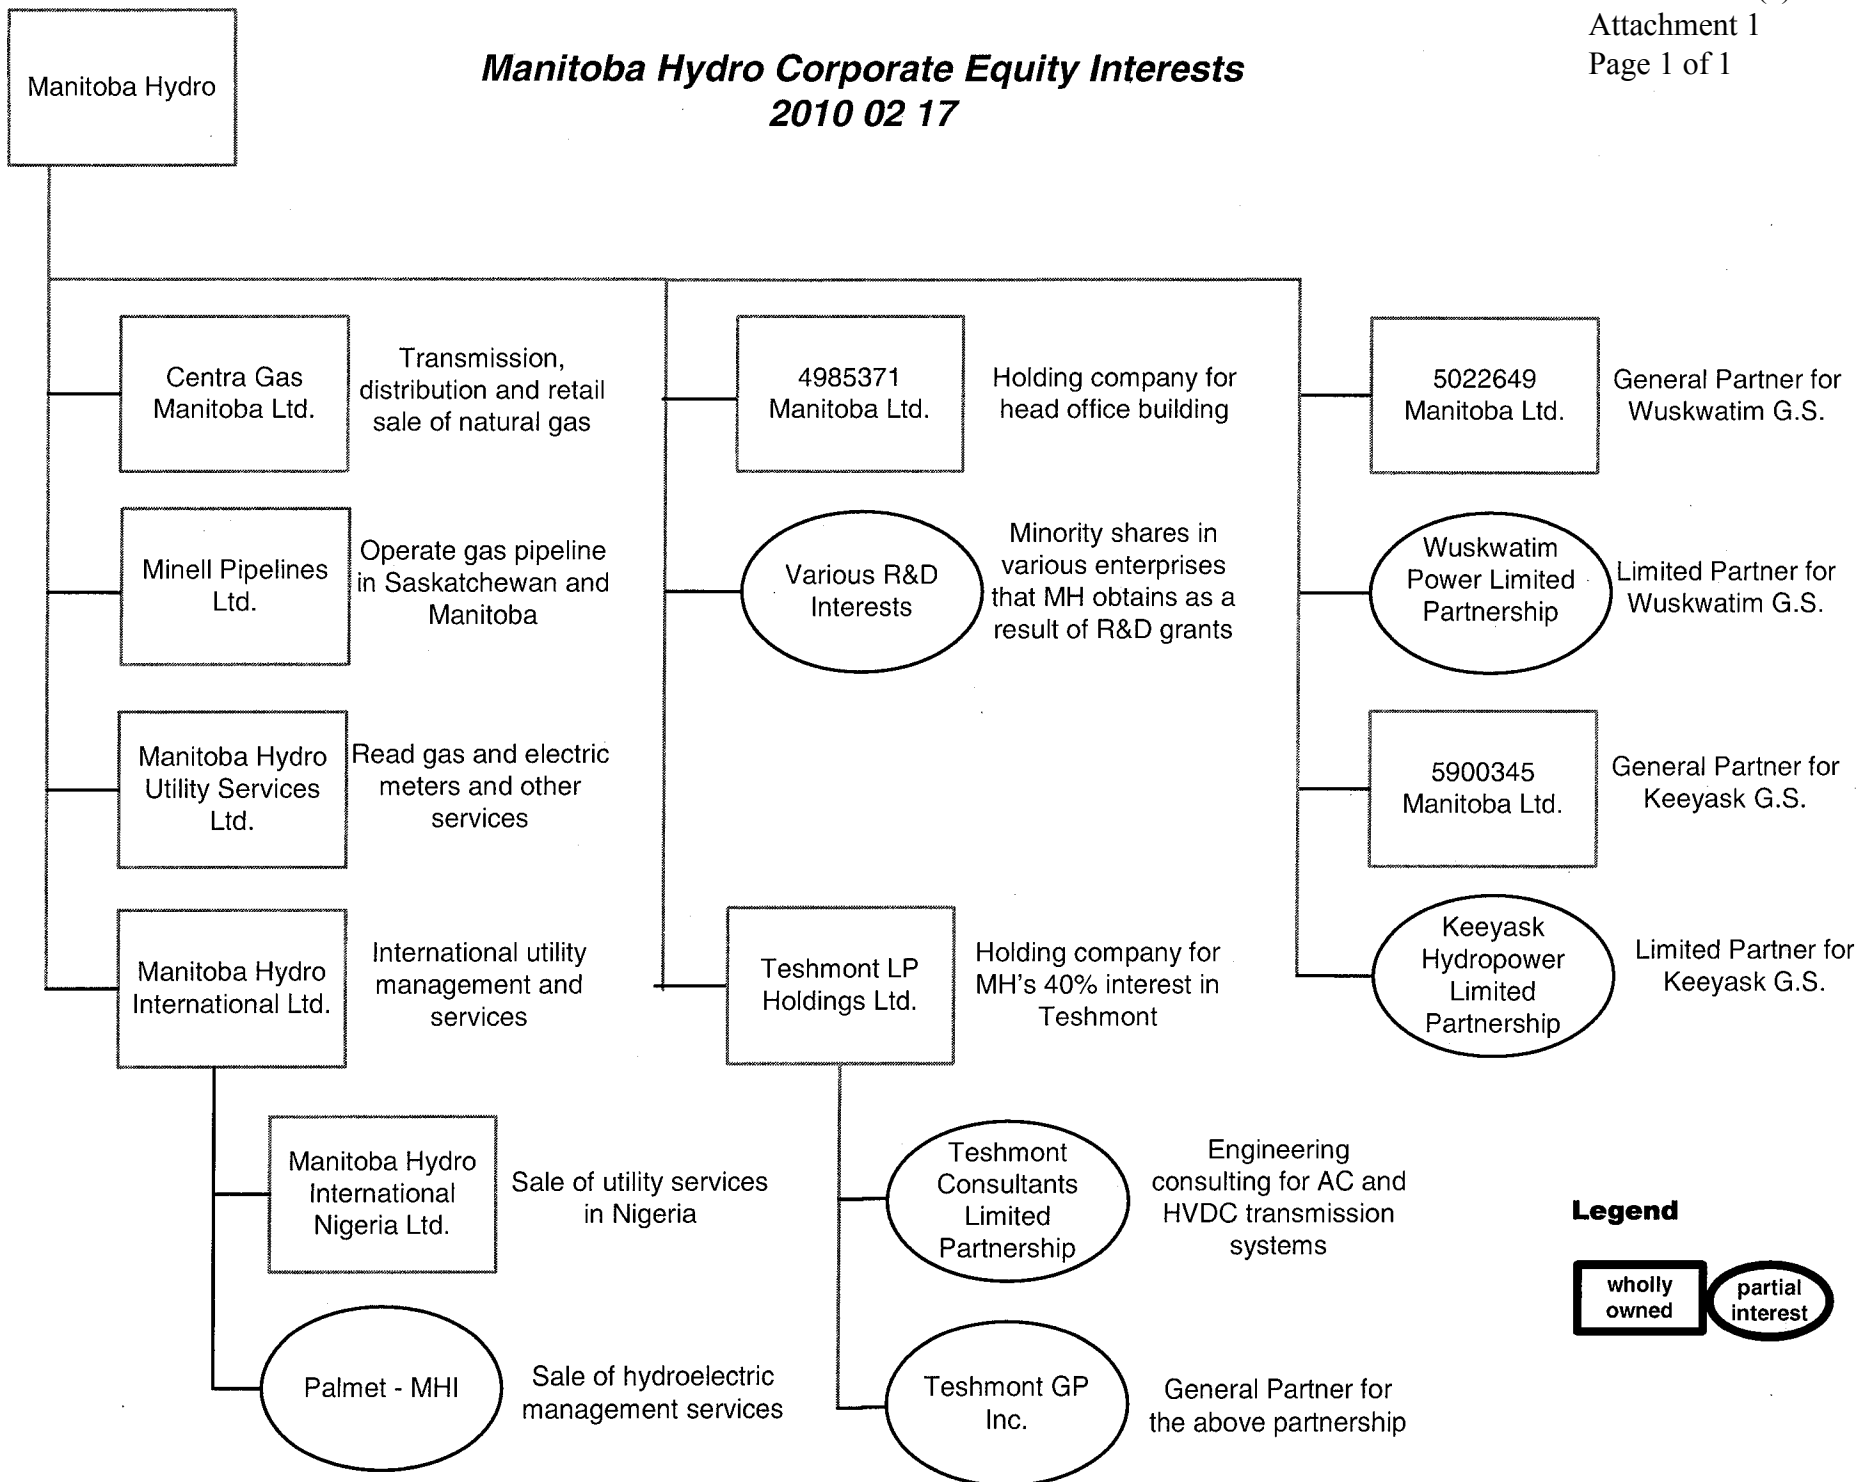 Attachment 1
Page 1 of 1
Manitoba Hydro
Manitoba Hydro Corporate Equity Interests
2010 02 17
Centra Gas
Manitoba Ltd.
Transmission,
distribution and retail
sale of natural gas
Minell Pipelines
Ltd.
Operate gas pipeline
in Saskatchewan and
Manitoba
Manitoba Hydro
Utility Services
Ltd.
Read gas and electric
meters and other
services
Manitoba Hydro
International Ltd.
International utility
management and
services
Manitoba Hydro
International
Nigeria Ltd.
Sale of utility services
in Nigeria
Palmet - MHI
Sale of hydroelectric
management services
4985371
Manitoba Ltd.
Holding company for
head office building
Various R&D
Interests
Minority shares in
various enterprises
that MH obtains as a
result of R&D grants
Teshmont LP
Holdings Ltd.
Holding company for
MH's 40% interest in
Teshmont
Teshmont
Consultants
Limited
Partnership
Engineering
consulting for AC and
HVDC transmission
systems
Teshmont GP
Inc.
General Partner for
the above partnership
5022649
Manitoba Ltd.
General Partner for
Wuskwatim G.S.
Wuskwatim
Power Limited
Partnership
Limited Partner for
Wuskwatim G.S.
5900345
Manitoba Ltd.
General Partner for
Keeyask G.S.
Keeyask
Hydropower
Limited
Partnership
Limited Partner for
Keeyask G.S.
Legend
wholly
owned
partial
interest